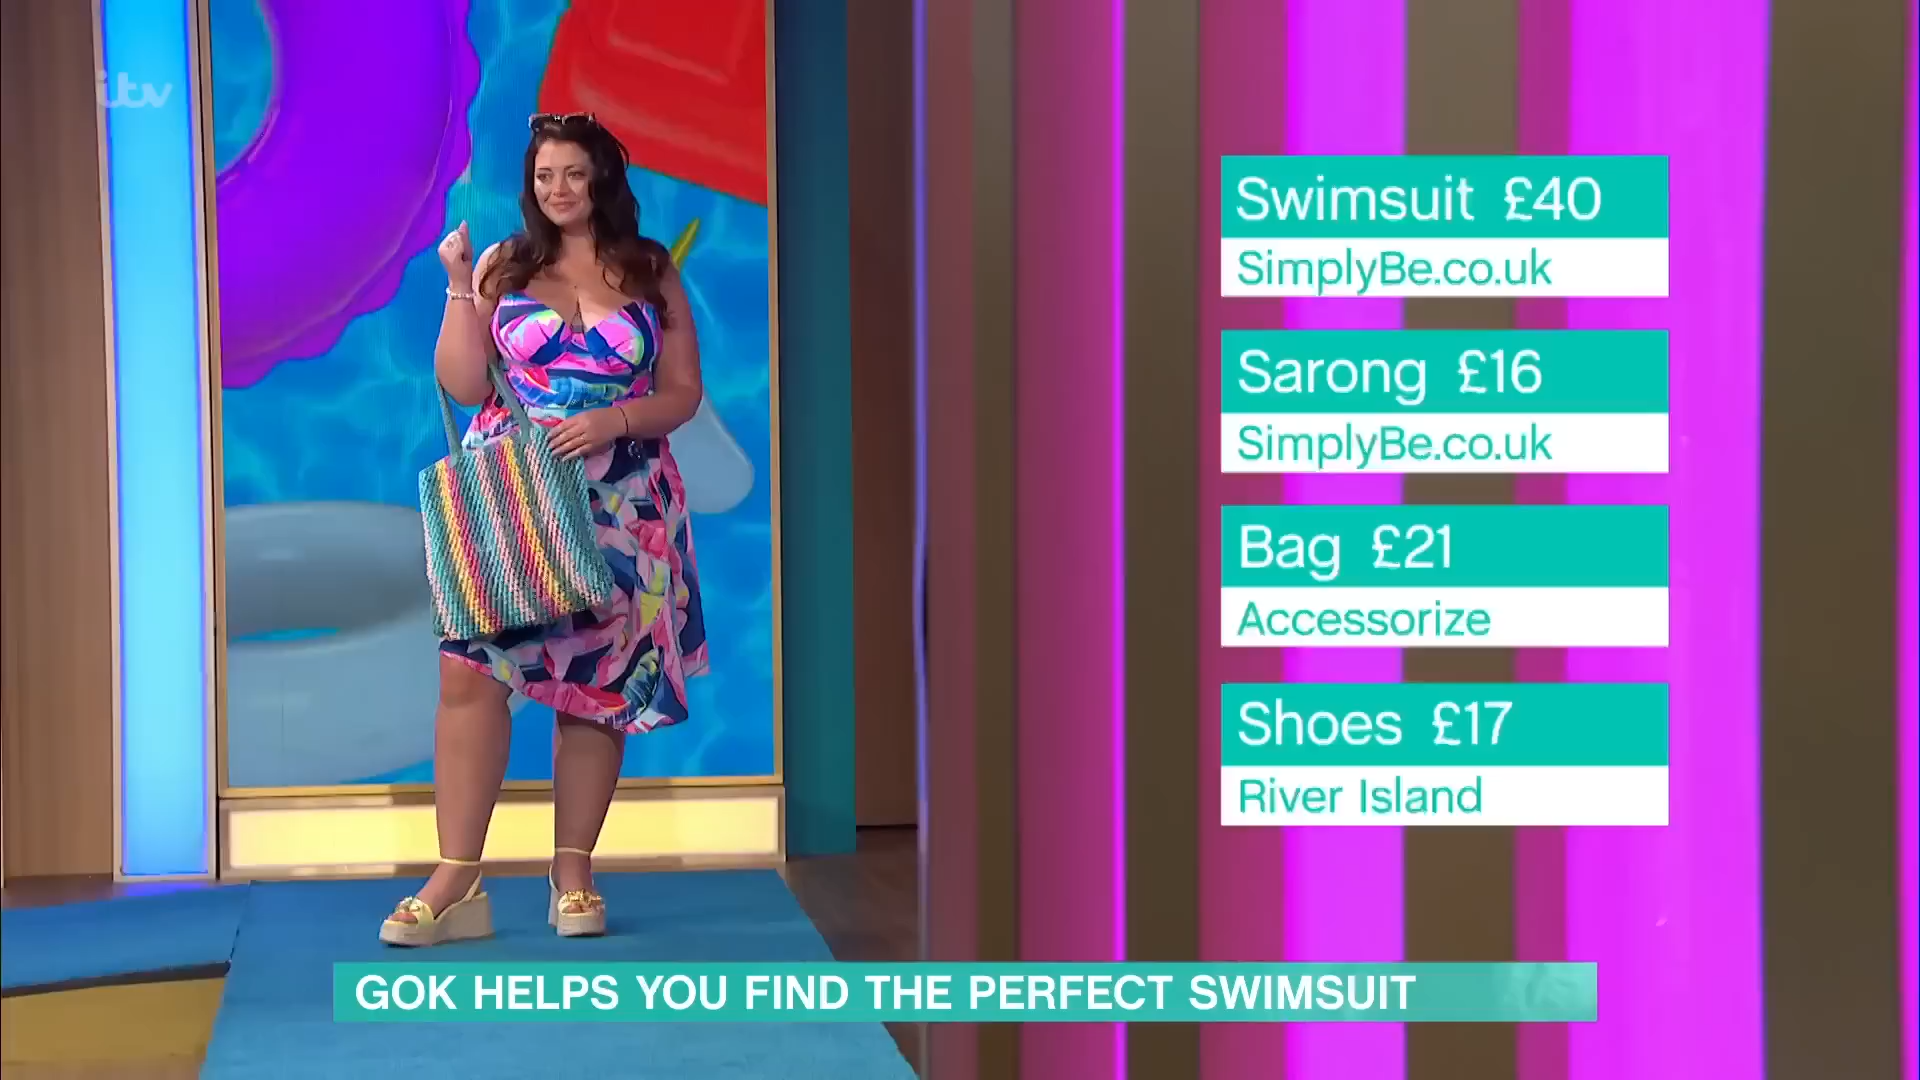 itv
Swimsuit £40
SimplyBe.co.uk
Sarong £16
SimplyBe.co.uk
Bag £21
Accessorize
Shoes £17
River Island
GOK HELPS YOU FIND THE PERFECT SWIMSUIT